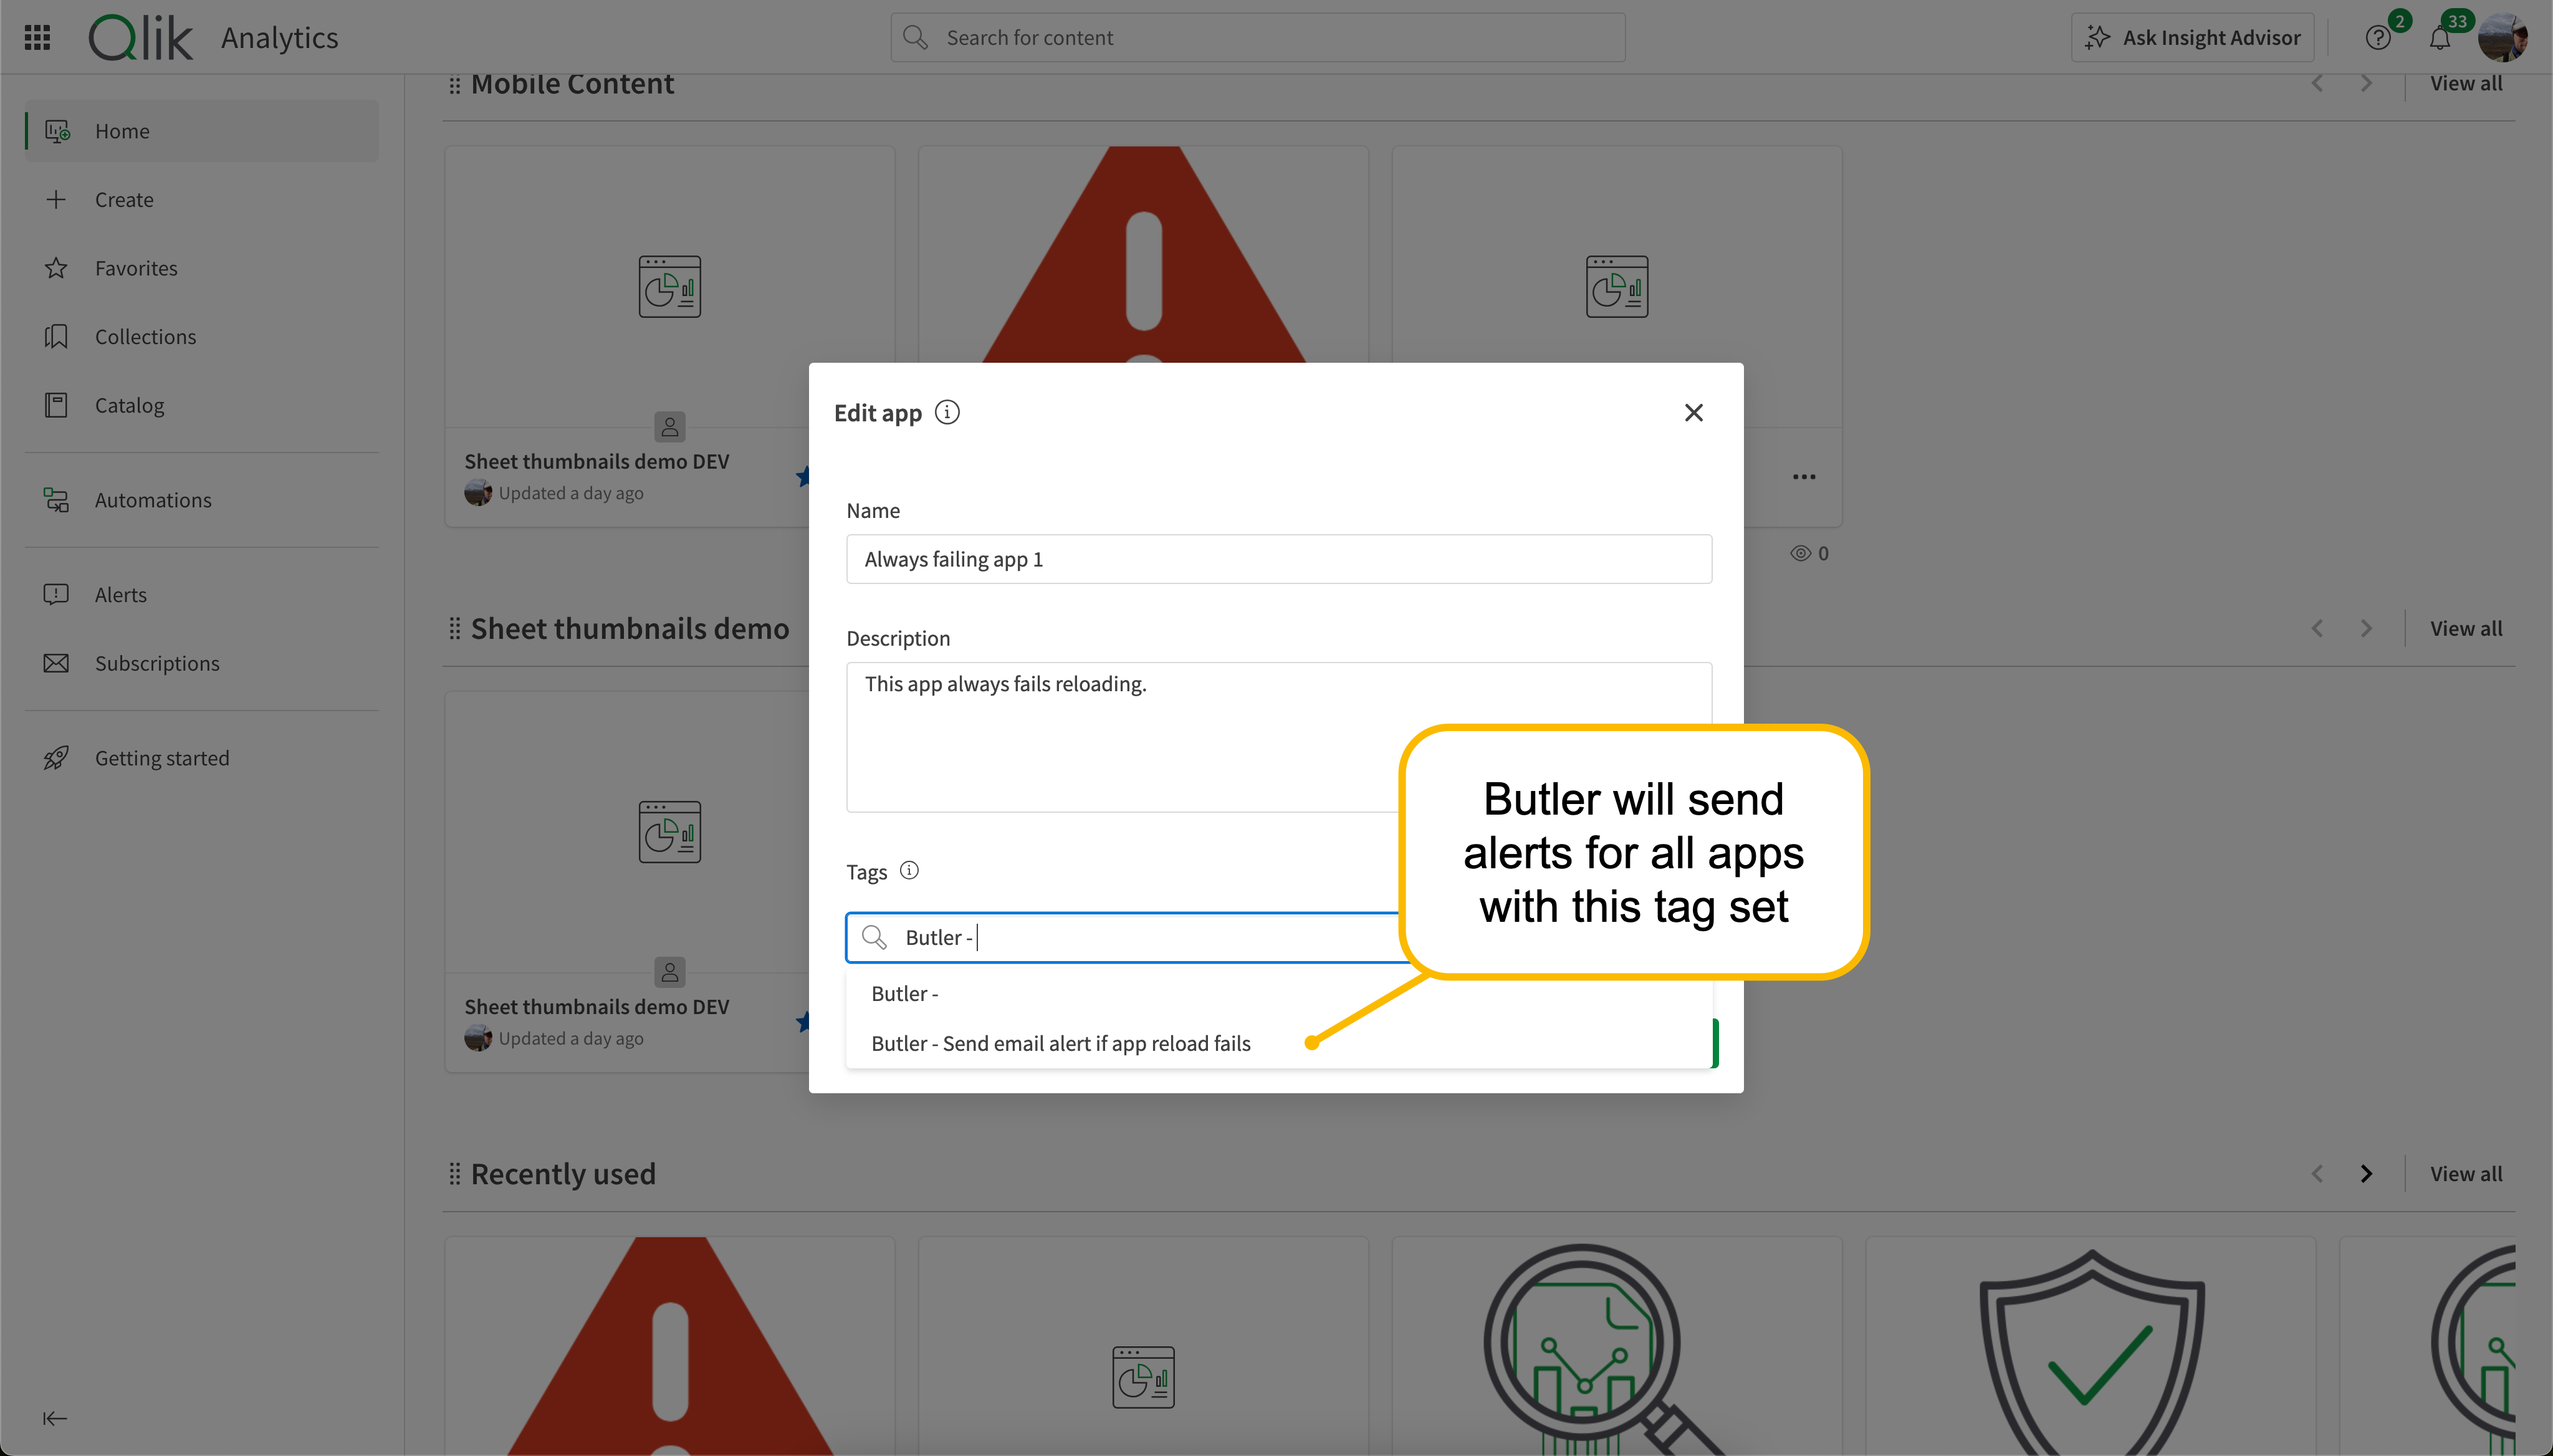 Qlik Analytics
Search for content
Ask Insight Advisor
2
33
Home
Create
Favorites
Collections
Catalog
Automations
Alerts
Subscriptions
Getting started
Mobile Content
View all
Sheet thumbnails demo DEV
Updated a day ago
0
Sheet thumbnails demo
View all
Sheet thumbnails demo DEV
Updated a day ago
Recently used
View all
Edit app
Name
Always failing app 1
Description
This app always fails reloading.
Tags
Butler -
Butler -
Butler - Send email alert if app reload fails
Butler will send
alerts for all apps
with this tag set